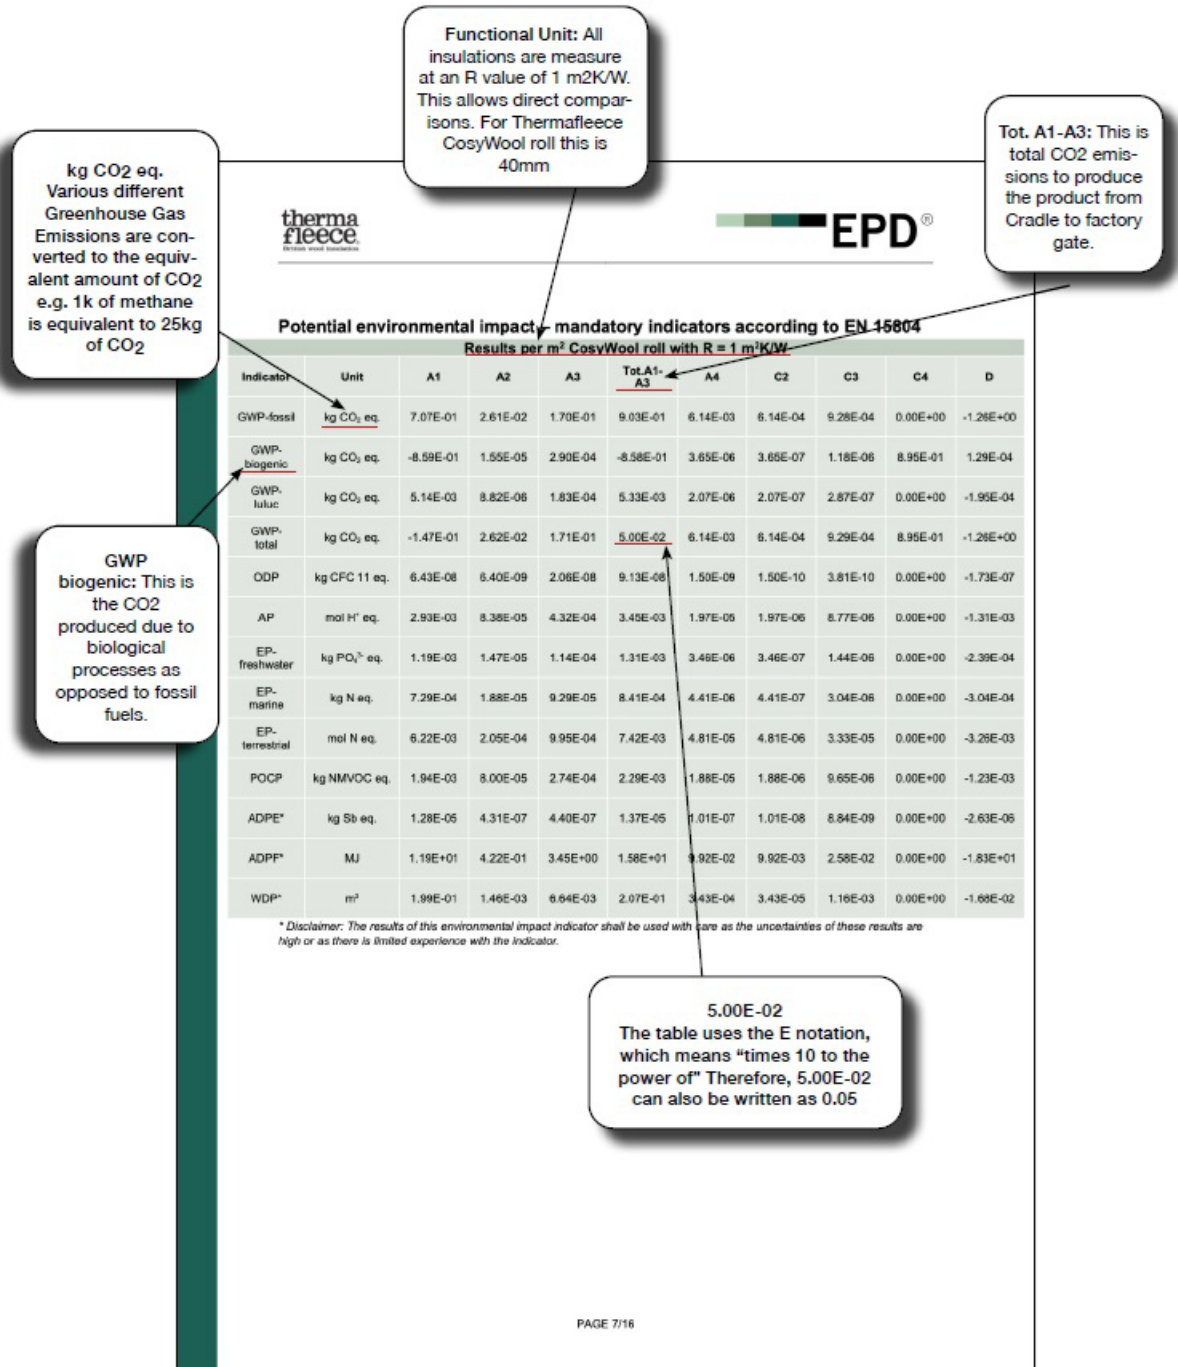 Functional Unit: All
insulations are measure
at an R value of 1 m2K/W.
This allows direct compar-
isons. For Thermafleece
CosyWool roll this is
40mm
Tot. A1-A3: This is
total CO2 emis-
sions to produce
the product from
Cradle to factory
gate.
kg CO2 eq.
Various different
Greenhouse Gas
Emissions are con-
verted to the equiv-
alent amount of CO2
e.g. 1k of methane
is equivalent to 25kg
of CO2
therma
fleece
EPD®
Potential environmental impact – mandatory indicators according to EN 15804
Results per m² CosyWool roll with R = 1 m²K/W
Indicator Unit A1 A2 A3 Tot.A1-A3 A4 C2 C3 C4 D
GWP-fossil kg CO₂ eq. 7.07E-01 2.61E-02 1.70E-01 9.03E-01 6.14E-03 6.14E-04 9.28E-04 0.00E+00 -1.26E+00
GWP-biogenic kg CO₂ eq. -8.59E-01 1.55E-05 2.90E-04 -8.58E-01 3.65E-06 3.65E-07 1.18E-06 8.95E-01 1.29E-04
GWP-luluc kg CO₂ eq. 5.14E-03 8.82E-06 1.83E-04 5.33E-03 2.07E-06 2.07E-07 2.87E-07 0.00E+00 -1.95E-04
GWP-total kg CO₂ eq. -1.47E-01 2.62E-02 1.71E-01 5.00E-02 6.14E-03 6.14E-04 9.29E-04 8.95E-01 -1.26E+00
ODP kg CFC 11 eq. 6.43E-08 6.40E-09 2.06E-08 9.13E-08 1.50E-09 1.50E-10 3.81E-10 0.00E+00 -1.73E-07
AP mol H⁺ eq. 2.93E-03 8.38E-05 4.32E-04 3.45E-03 1.97E-05 1.97E-06 8.77E-06 0.00E+00 -1.31E-03
EP-freshwater kg PO₄³⁻ eq. 1.19E-03 1.47E-05 1.14E-04 1.31E-03 3.46E-06 3.46E-07 1.44E-06 0.00E+00 -2.39E-04
EP-marine kg N eq. 7.29E-04 1.88E-05 9.29E-05 8.41E-04 4.41E-06 4.41E-07 3.04E-06 0.00E+00 -3.04E-04
EP-terrestrial mol N eq. 6.22E-03 2.05E-04 9.95E-04 7.42E-03 4.81E-05 4.81E-06 3.33E-05 0.00E+00 -3.26E-03
POCP kg NMVOC eq. 1.94E-03 8.00E-05 2.74E-04 2.29E-03 1.88E-05 1.88E-06 9.65E-06 0.00E+00 -1.23E-03
ADPE* kg Sb eq. 1.28E-05 4.31E-07 4.40E-07 1.37E-05 1.01E-07 1.01E-08 8.84E-09 0.00E+00 -2.63E-06
ADPF* MJ 1.19E+01 4.22E-01 3.45E+00 1.58E+01 9.92E-02 9.92E-03 2.58E-02 0.00E+00 -1.83E+01
WDP* m³ 1.99E-01 1.46E-03 6.64E-03 2.07E-01 3.43E-04 3.43E-05 1.16E-03 0.00E+00 -1.68E-02
* Disclaimer: The results of this environmental impact indicator shall be used with care as the uncertainties of these results are
high or as there is limited experience with the indicator.
GWP
biogenic: This is
the CO2
produced due to
biological
processes as
opposed to fossil
fuels.
5.00E-02
The table uses the E notation,
which means “times 10 to the
power of” Therefore, 5.00E-02
can also be written as 0.05
PAGE 7/16